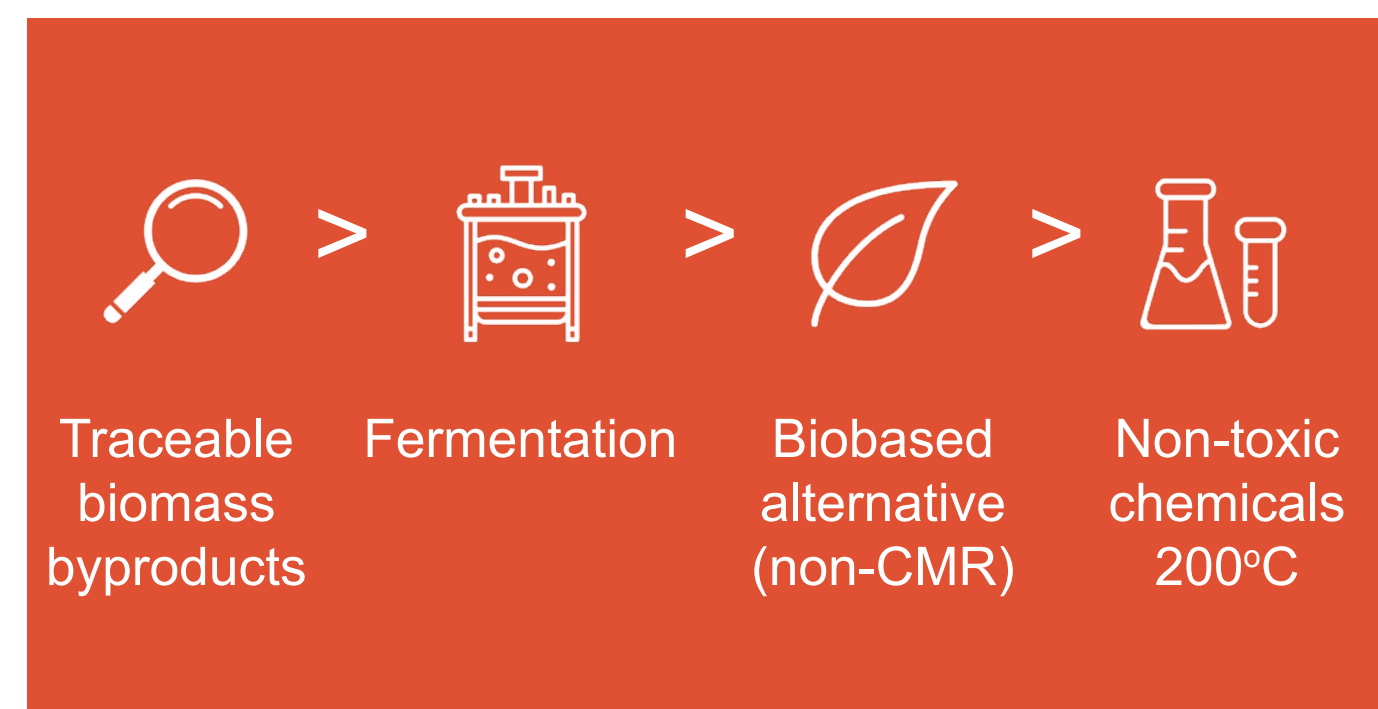 > > >
Traceable
biomass
byproducts
Fermentation
Biobased
alternative
(non-CMR)
Non-toxic
chemicals
200ºC